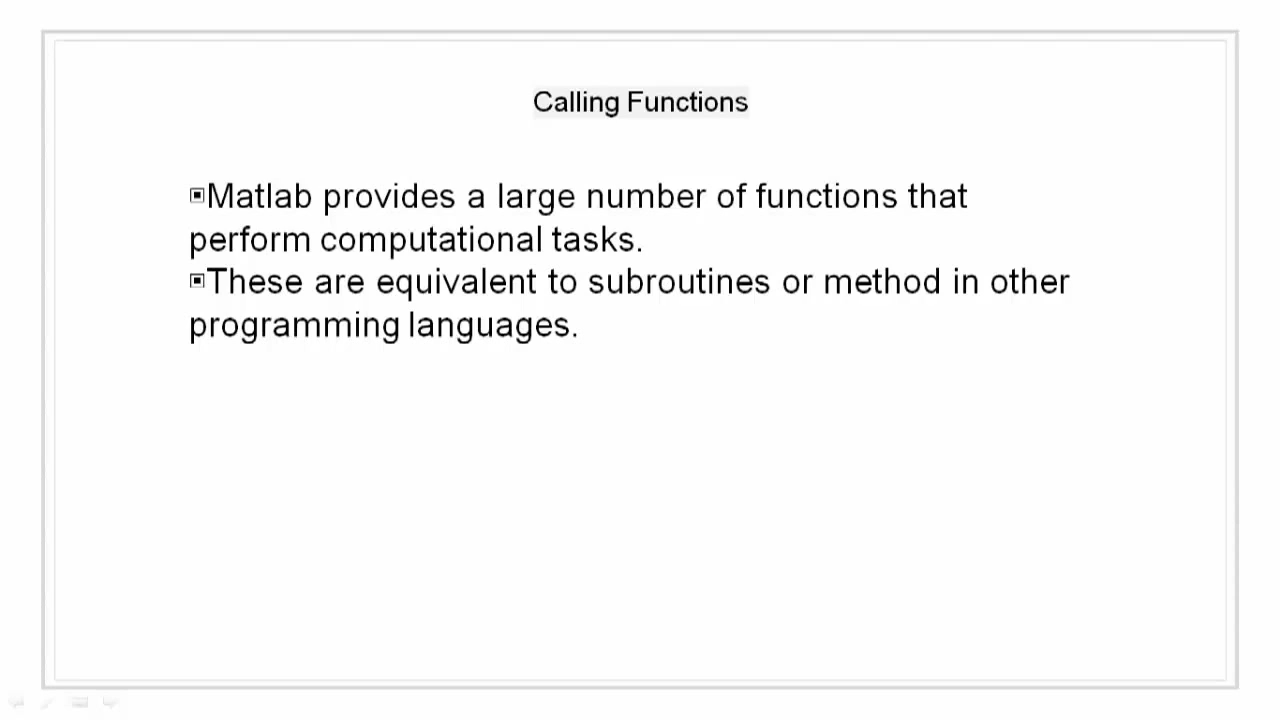 Calling Functions
▣Matlab provides a large number of functions that
perform computational tasks.
▣These are equivalent to subroutines or method in other
programming languages.